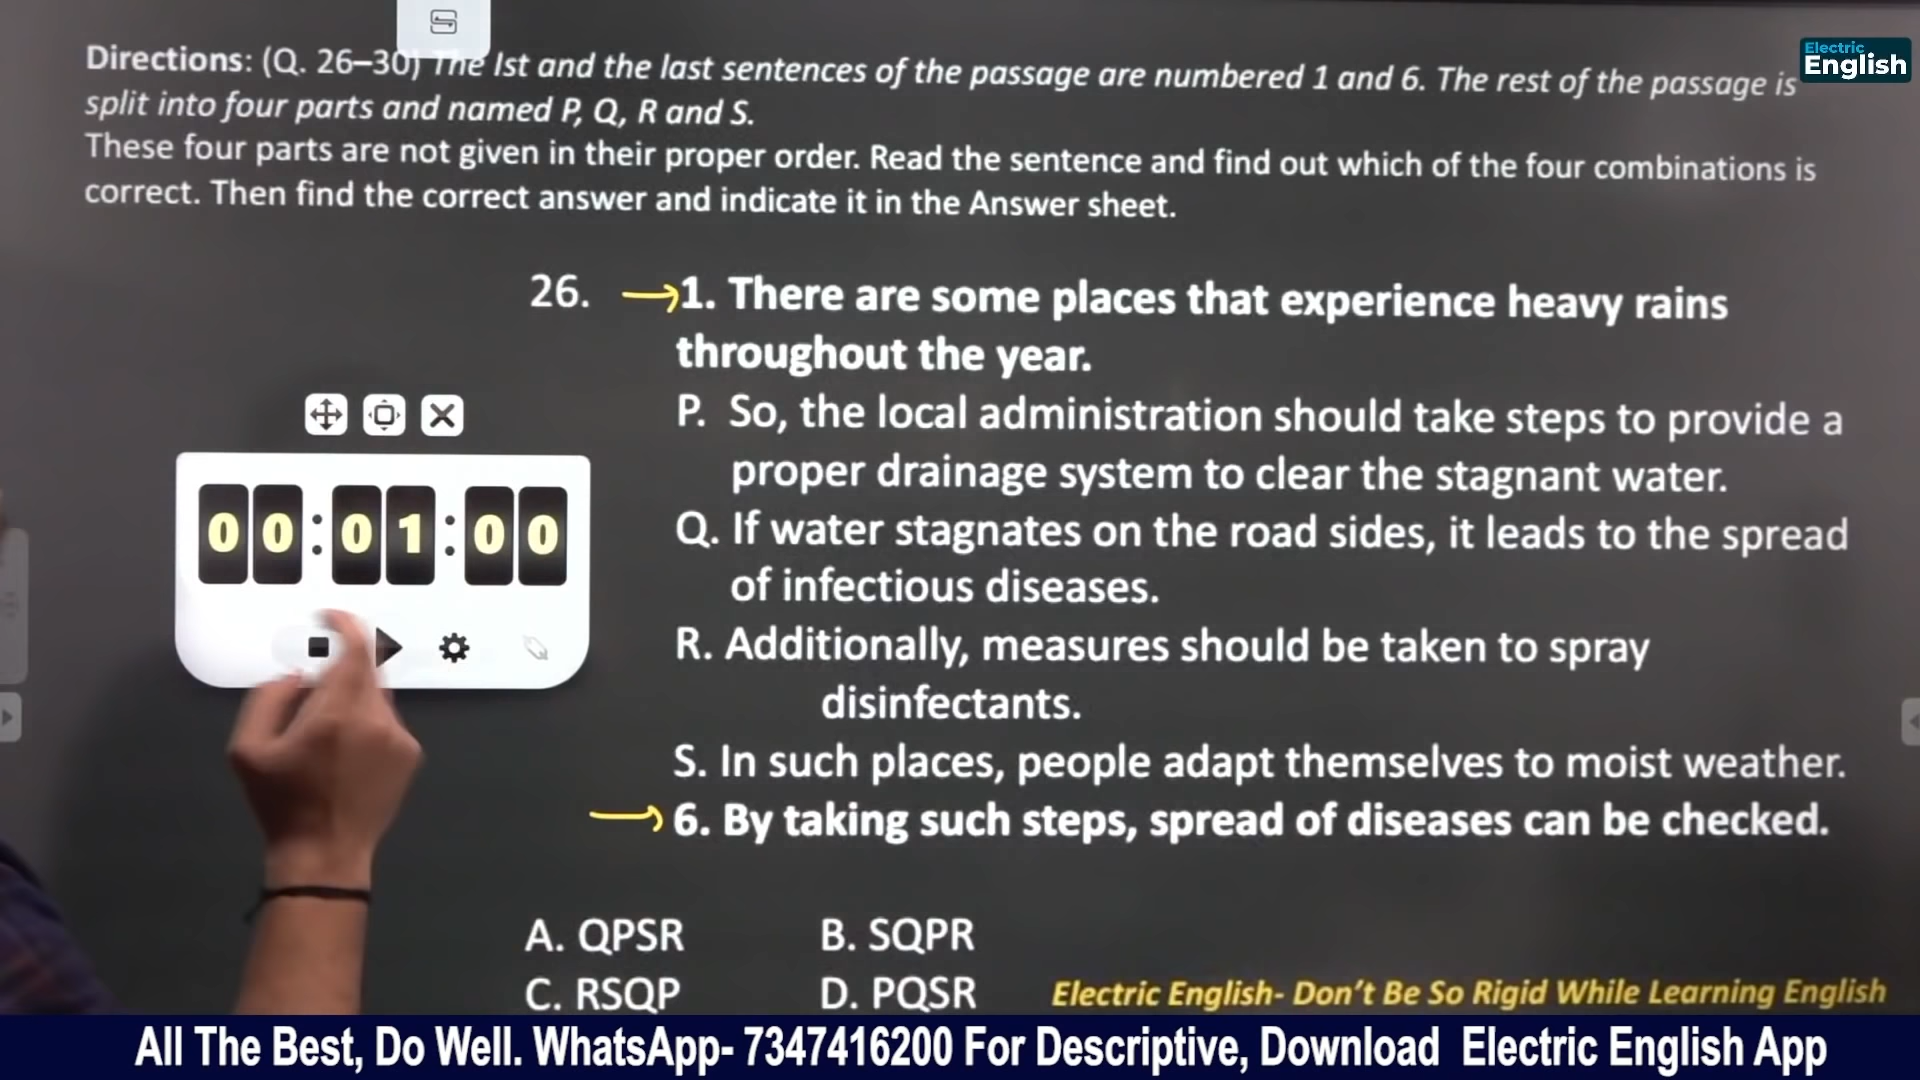 Directions: (Q. 26–30) The Ist and the last sentences of the passage are numbered 1 and 6. The rest of the passage is
split into four parts and named P, Q, R and S.
These four parts are not given in their proper order. Read the sentence and find out which of the four combinations is
correct. Then find the correct answer and indicate it in the Answer sheet.
Electric
English
26. 1. There are some places that experience heavy rains
throughout the year.
P. So, the local administration should take steps to provide a
proper drainage system to clear the stagnant water.
Q. If water stagnates on the road sides, it leads to the spread
of infectious diseases.
R. Additionally, measures should be taken to spray
disinfectants.
S. In such places, people adapt themselves to moist weather.
6. By taking such steps, spread of diseases can be checked.
00:01:00
A. QPSR B. SQPR
C. RSQP D. PQSR
Electric English- Don't Be So Rigid While Learning English
All The Best, Do Well. WhatsApp- 7347416200 For Descriptive, Download Electric English App